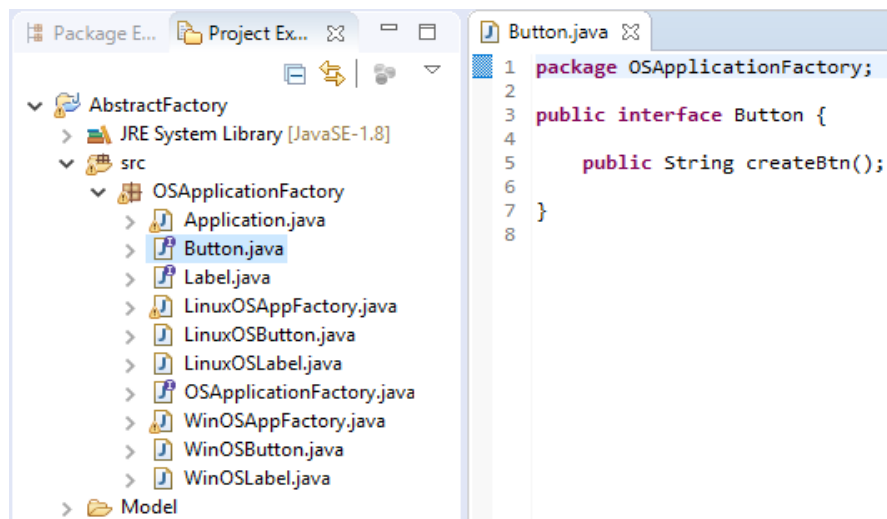 Package E...
Project Ex...
AbstractFactory
JRE System Library [JavaSE-1.8]
src
OSApplicationFactory
Application.java
Button.java
Label.java
LinuxOSAppFactory.java
LinuxOSButton.java
LinuxOSLabel.java
OSApplicationFactory.java
WinOSAppFactory.java
WinOSButton.java
WinOSLabel.java
Model
Button.java
1 package OSApplicationFactory;
2
3 public interface Button {
4
5 public String createBtn();
6
7 }
8